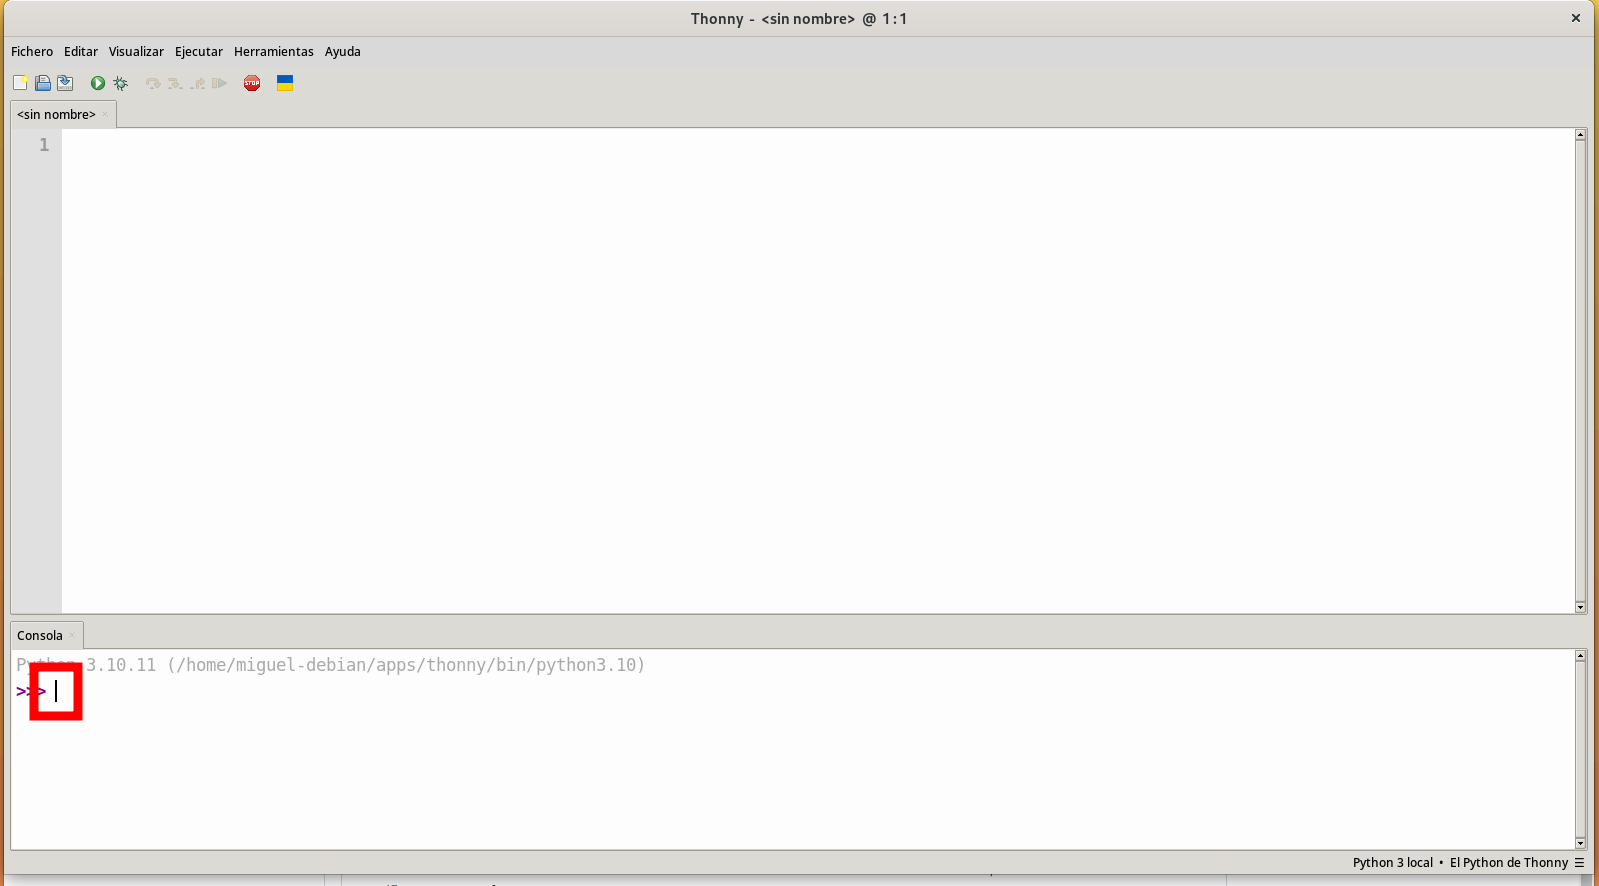 Thonny - <sin nombre> @ 1:1
Fichero Editar Visualizar Ejecutar Herramientas Ayuda
STOP
<sin nombre>
1
Consola
Python 3.10.11 (/home/miguel-debian/apps/thonny/bin/python3.10)
>>>
Python 3 local • El Python de Thonny ☰